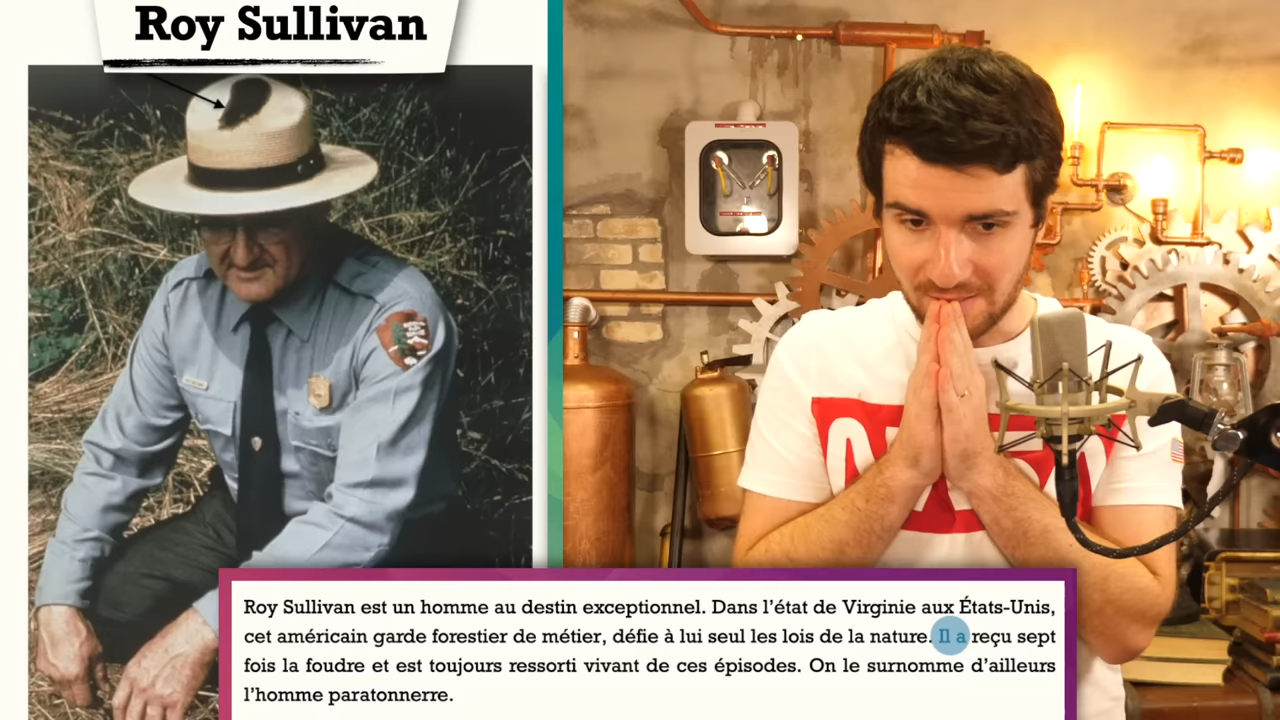 Roy Sullivan
Roy Sullivan est un homme au destin exceptionnel. Dans l'état de Virginie aux États-Unis,
cet américain garde forestier de métier, défie à lui seul les lois de la nature. Il a reçu sept
fois la foudre et est toujours ressorti vivant de ces épisodes. On le surnomme d'ailleurs
l'homme paratonnerre.